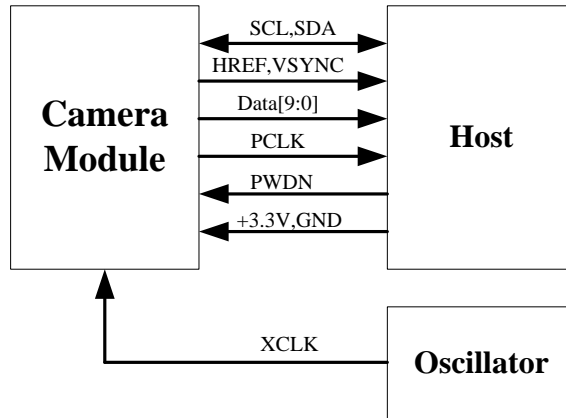 SCL,SDA
HREF,VSYNC
Camera
Module
Data[9:0]
PCLK
Host
PWDN
+3.3V,GND
XCLK
Oscillator